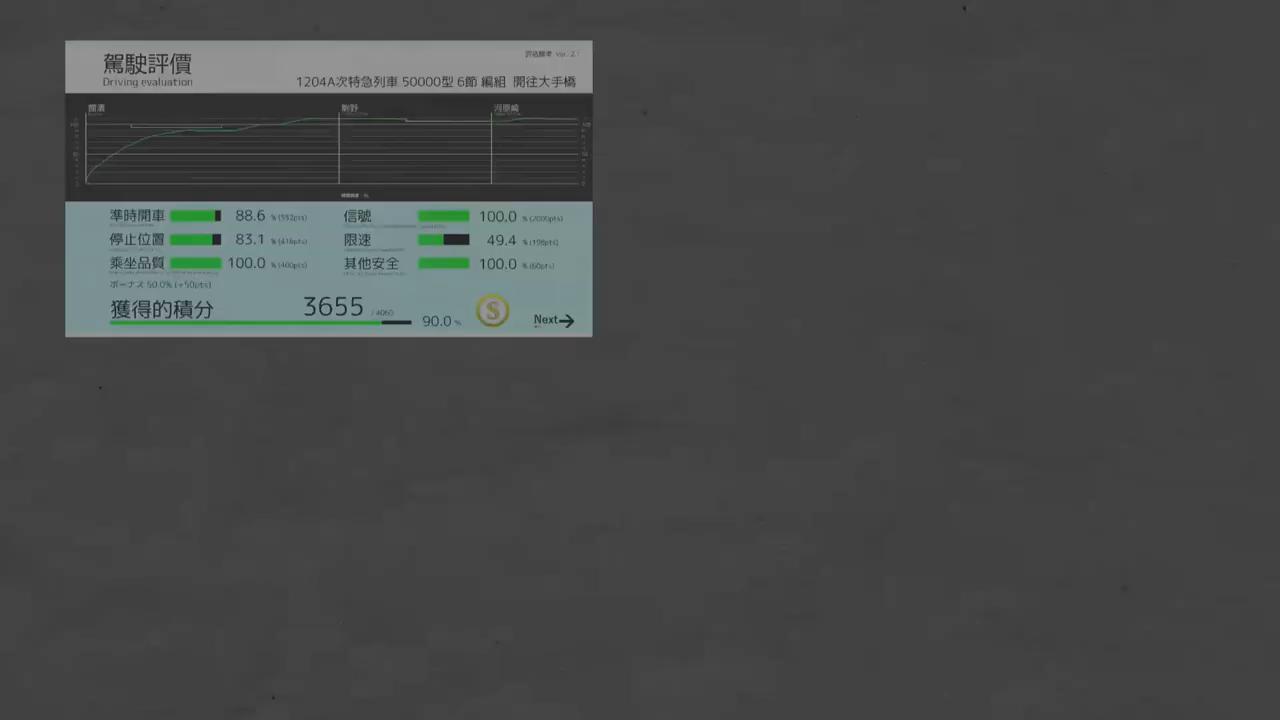 駕駛評價
Driving evaluation
1204A次特急列車 50000型 6節 編組 開往大手橋
駒野
河原崎
準時開車 88.6 % (532pts)
信號 100.0 % (2000pts)
停止位置 83.1 % (416pts)
限速 49.4 % (198pts)
乘坐品質 100.0 % (400pts)
其他安全 100.0 % (60pts)
ボーナス 50.0% (+50pts)
獲得的積分 3655 / 4060
90.0 %
S
Next→